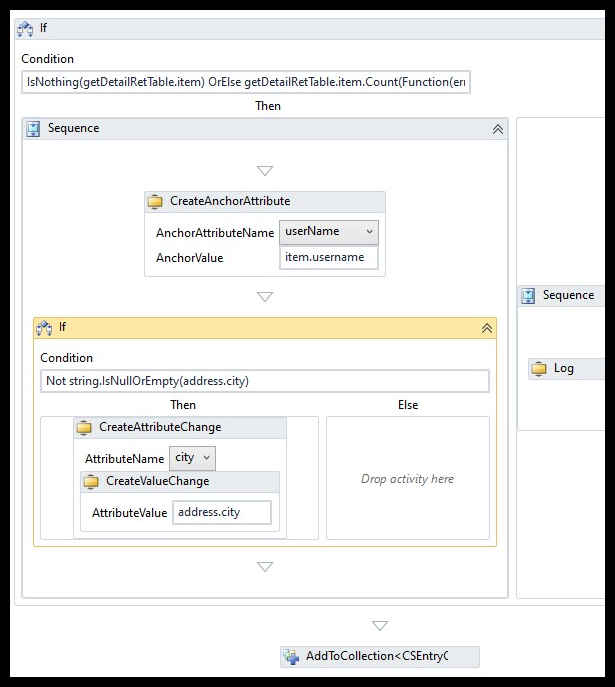 If
Condition
IsNothing(getDetailRetTable.item) OrElse getDetailRetTable.item.Count(Function(er
Then
Sequence
CreateAnchorAttribute
AnchorAttributeName userName
AnchorValue item.username
If
Condition
Not string.IsNullOrEmpty(address.city)
Then Else
CreateAttributeChange
AttributeName city
CreateValueChange
AttributeValue address.city
Drop activity here
Sequence
Log
AddToCollection<CSEntryC